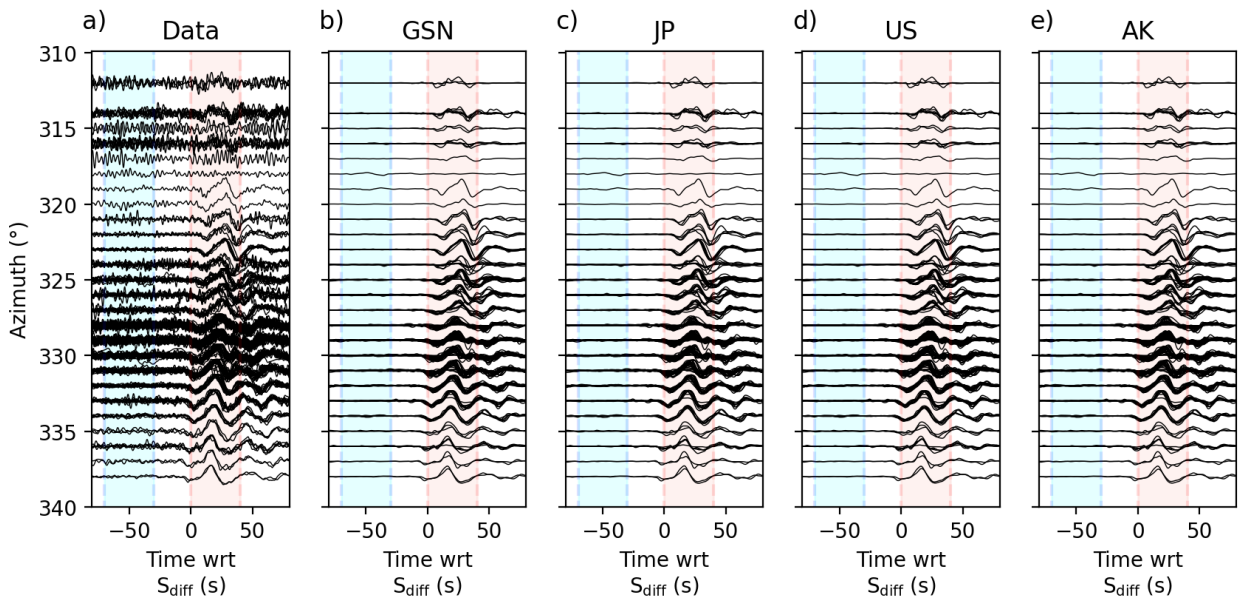 a) Data b) GSN c) JP d) US e) AK
310
315
320
325
330
335
340
Azimuth (°)
−50 0 50 −50 0 50 −50 0 50 −50 0 50 −50 0 50
Time wrt Time wrt Time wrt Time wrt Time wrt
Sdiff (s) Sdiff (s) Sdiff (s) Sdiff (s) Sdiff (s)